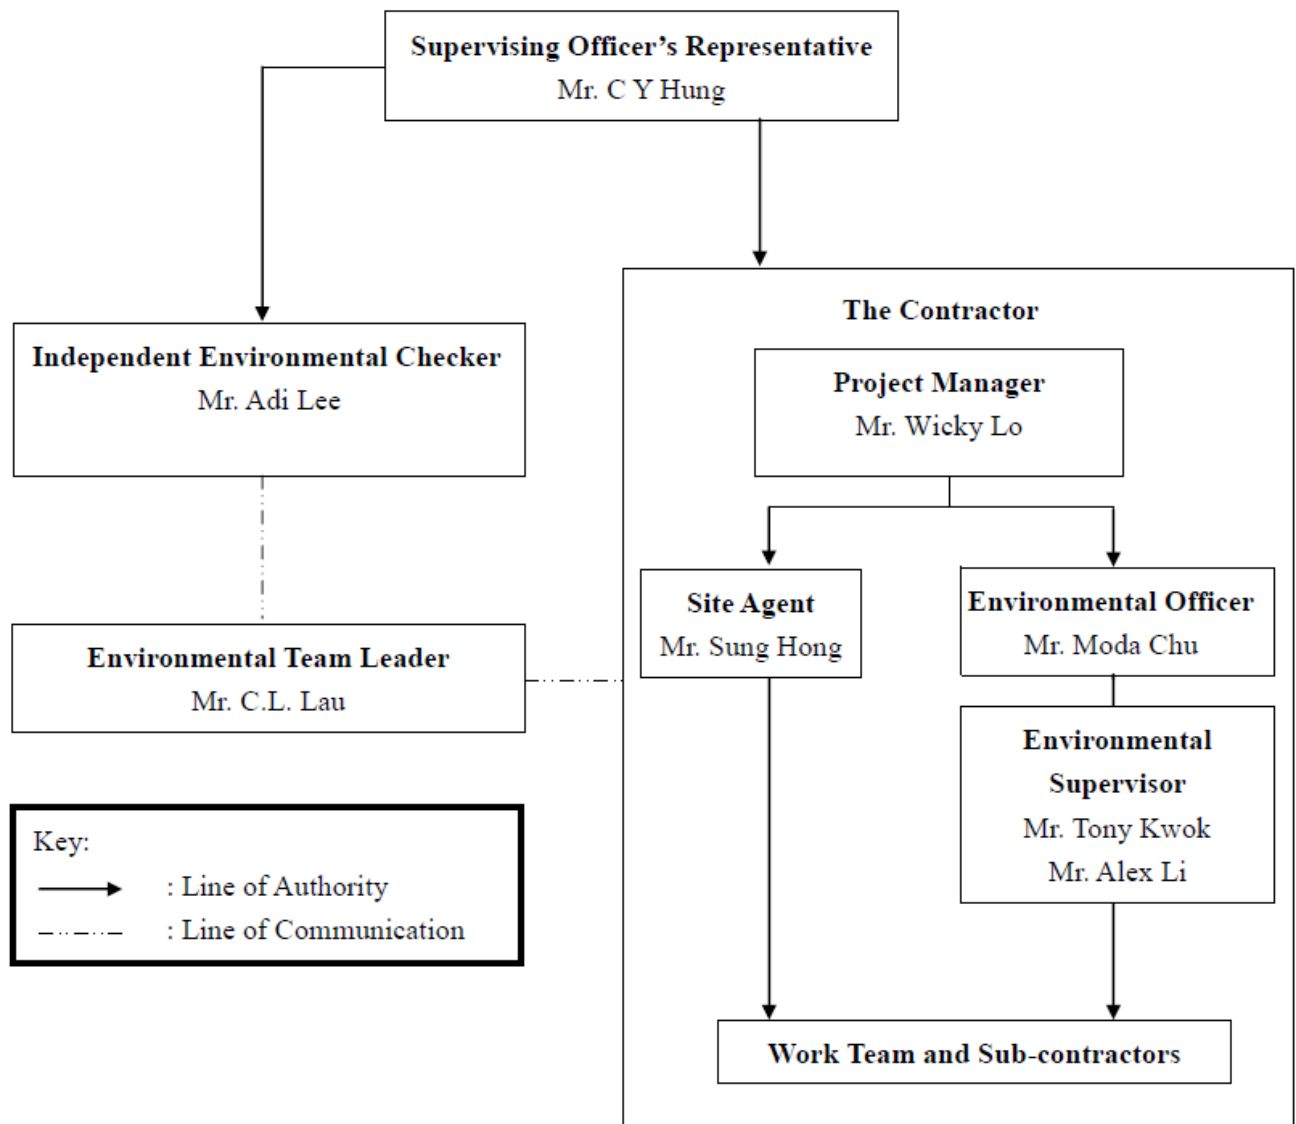 Supervising Officer’s Representative
Mr. C Y Hung
Independent Environmental Checker
Mr. Adi Lee
Environmental Team Leader
Mr. C.L. Lau
The Contractor
Project Manager
Mr. Wicky Lo
Site Agent
Mr. Sung Hong
Environmental Officer
Mr. Moda Chu
Environmental
Supervisor
Mr. Tony Kwok
Mr. Alex Li
Work Team and Sub-contractors
Key:
: Line of Authority
: Line of Communication